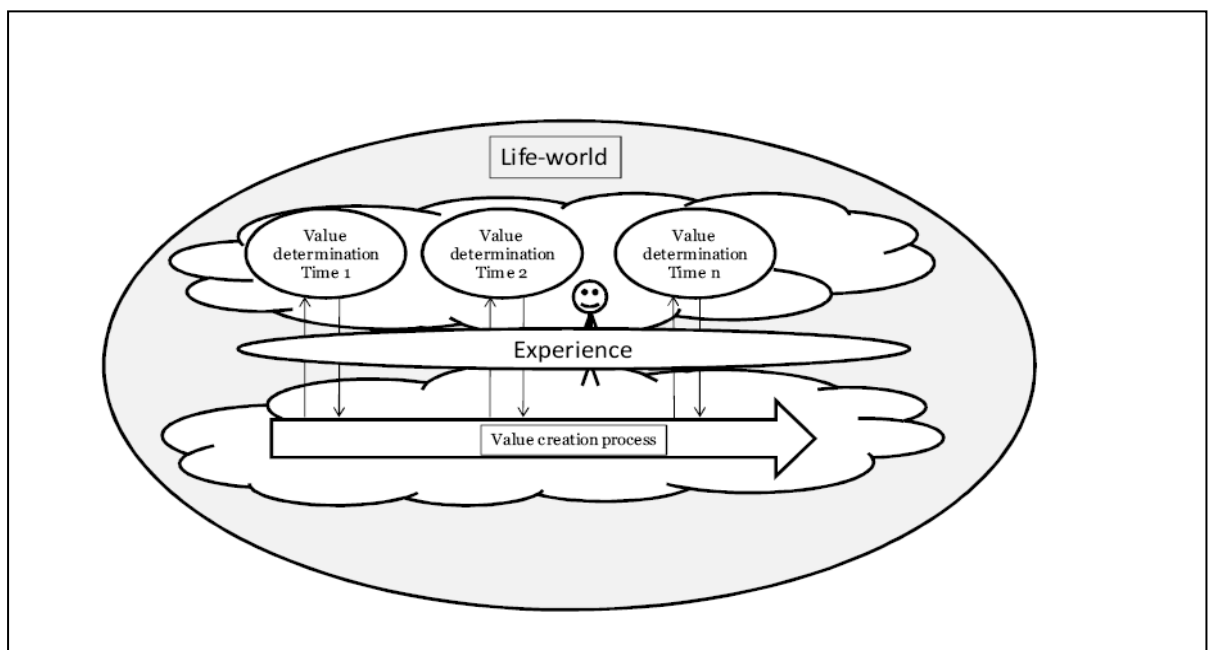 Life-world
Value
determination
Time 1
Value
determination
Time 2
Value
determination
Time n
Experience
Value creation process